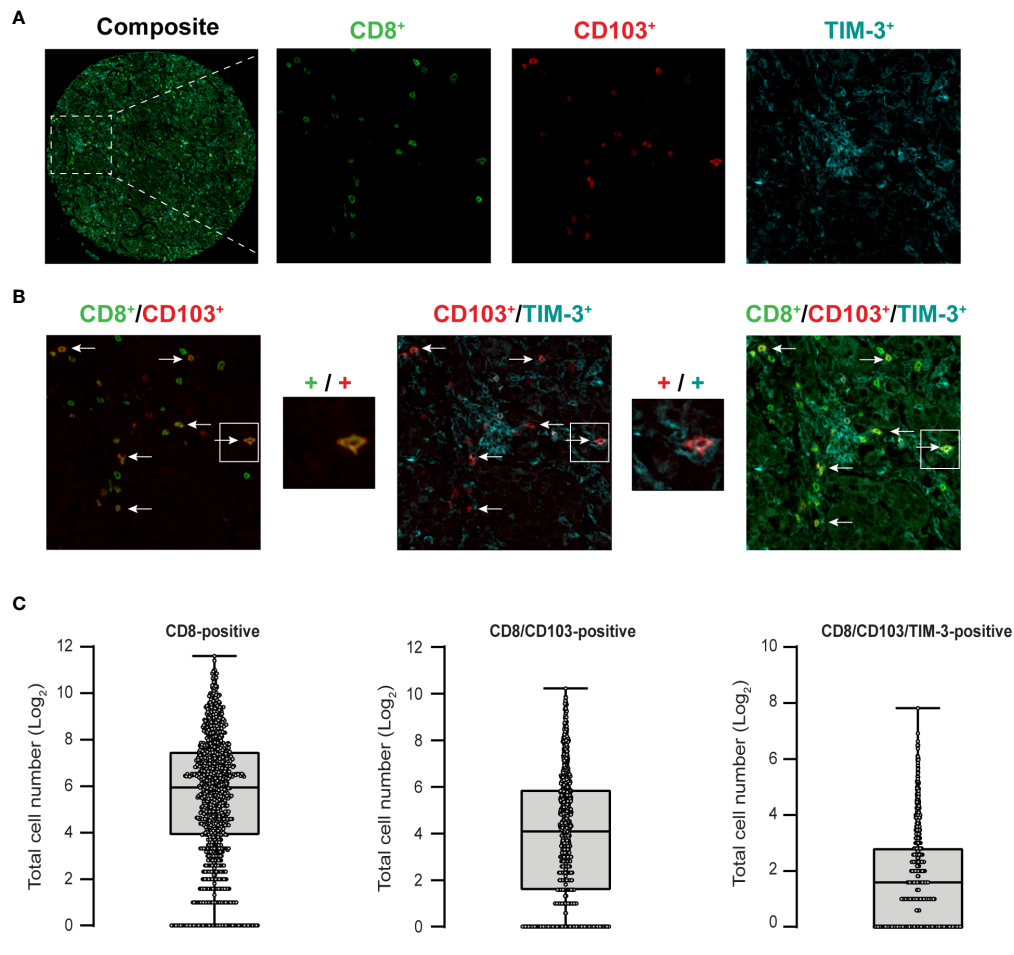 A
Composite
CD8⁺
CD103⁺
TIM-3⁺
B
CD8⁺/CD103⁺
CD103⁺/TIM-3⁺
CD8⁺/CD103⁺/TIM-3⁺
+ / +
+ / +
C
CD8-positive
CD8/CD103-positive
CD8/CD103/TIM-3-positive
Total cell number (Log₂)
12
10
8
6
4
2
0
Total cell number (Log₂)
12
10
8
6
4
2
0
Total cell number (Log₂)
10
8
6
4
2
0